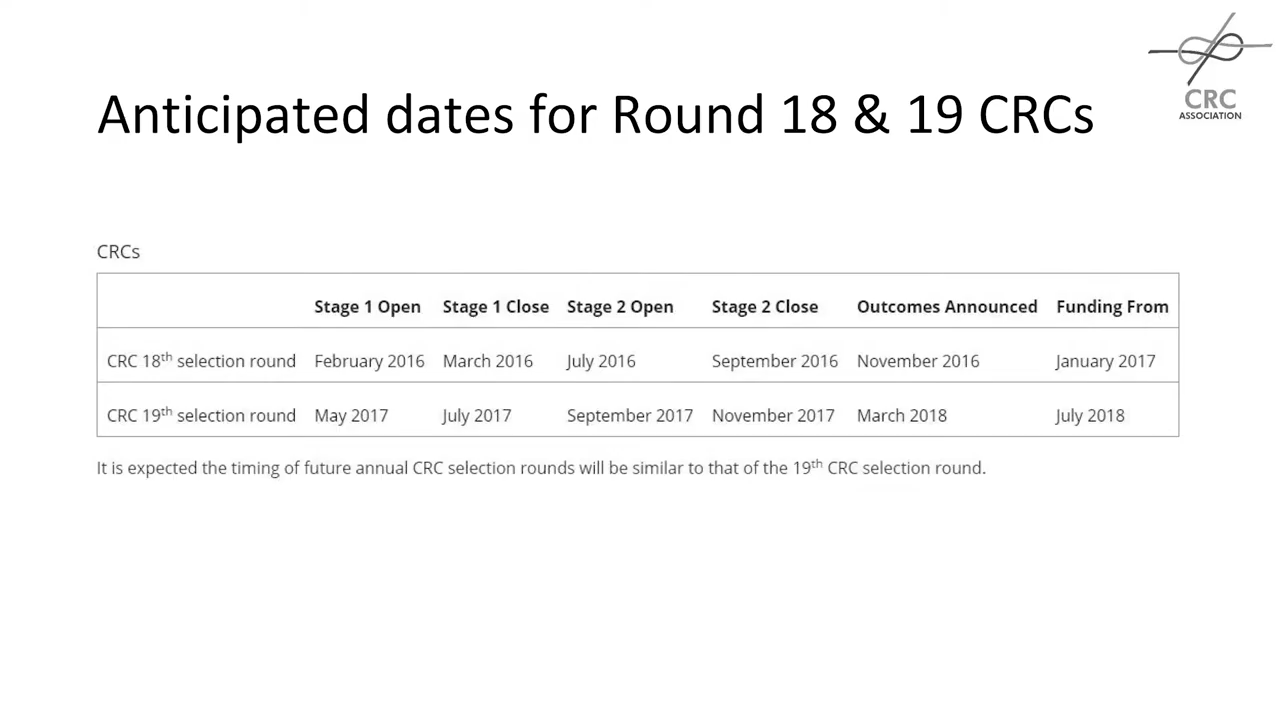 CRC
ASSOCIATION
Anticipated dates for Round 18 & 19 CRCs
CRCs
Stage 1 Open Stage 1 Close Stage 2 Open Stage 2 Close Outcomes Announced Funding From
CRC 18th selection round February 2016 March 2016 July 2016 September 2016 November 2016 January 2017
CRC 19th selection round May 2017 July 2017 September 2017 November 2017 March 2018 July 2018
It is expected the timing of future annual CRC selection rounds will be similar to that of the 19th CRC selection round.